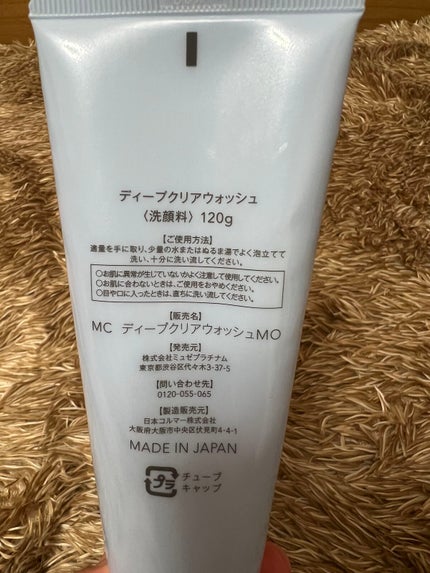 ディープクリアウォッシュ
〈洗顔料〉120g
【ご使用方法】
適量を手に取り、少量の水またはぬるま湯でよく泡立てて
洗い、十分に洗い流してください。
○お肌に異常が生じていないかよく注意して使用してください。
○お肌に合わないときは、ご使用をおやめください。
○目や口に入ったときは、直ちに洗い流してください。
【販売名】
MC ディープクリアウォッシュMO
【発売元】
株式会社ミュゼプラチナム
東京都渋谷区代々木3-37-5
【問い合わせ先】
0120-055-065
【製造販売元】
日本コルマー株式会社
大阪府大阪市中央区伏見町4-4-1
MADE IN JAPAN
プラ
チューブ
キャップ